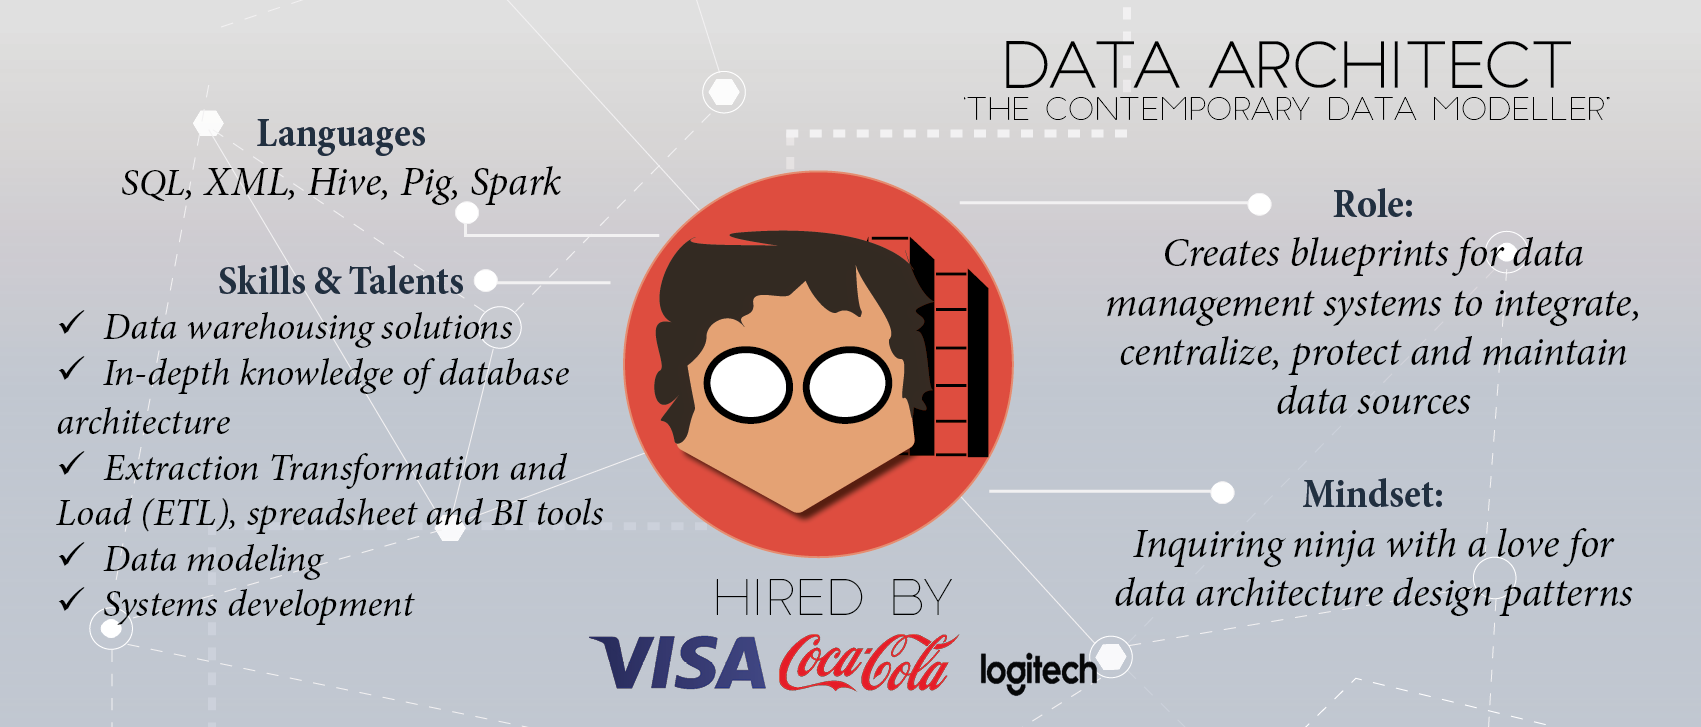 DATA ARCHITECT
'THE CONTEMPORARY DATA MODELLER'
Languages
SQL, XML, Hive, Pig, Spark
Skills & Talents
✓ Data warehousing solutions
✓ In-depth knowledge of database
architecture
✓ Extraction Transformation and
Load (ETL), spreadsheet and BI tools
✓ Data modeling
✓ Systems development
Role:
Creates blueprints for data
management systems to integrate,
centralize, protect and maintain
data sources
Mindset:
Inquiring ninja with a love for
data architecture design patterns
HIRED BY
VISA Coca-Cola logitech